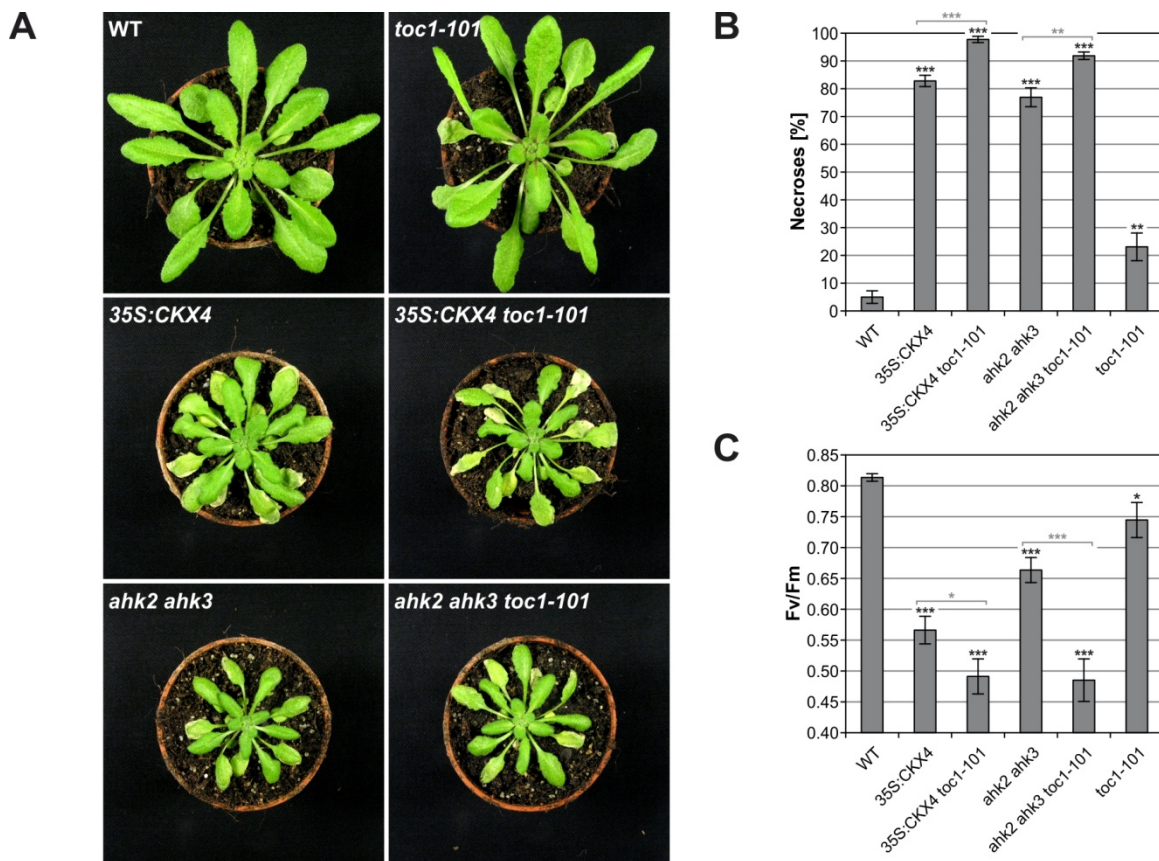 A
WT
toc1-101
35S:CKX4
35S:CKX4 toc1-101
ahk2 ahk3
ahk2 ahk3 toc1-101
B
Necroses [%]
100
90
80
70
60
50
40
30
20
10
0
***
***
***
***
**
***
**
WT
35S:CKX4
35S:CKX4 toc1-101
ahk2 ahk3
ahk2 ahk3 toc1-101
toc1-101
C
Fv/Fm
0.85
0.80
0.75
0.70
0.65
0.60
0.55
0.50
0.45
0.40
***
*
***
***
***
***
*
WT
35S:CKX4
35S:CKX4 toc1-101
ahk2 ahk3
ahk2 ahk3 toc1-101
toc1-101